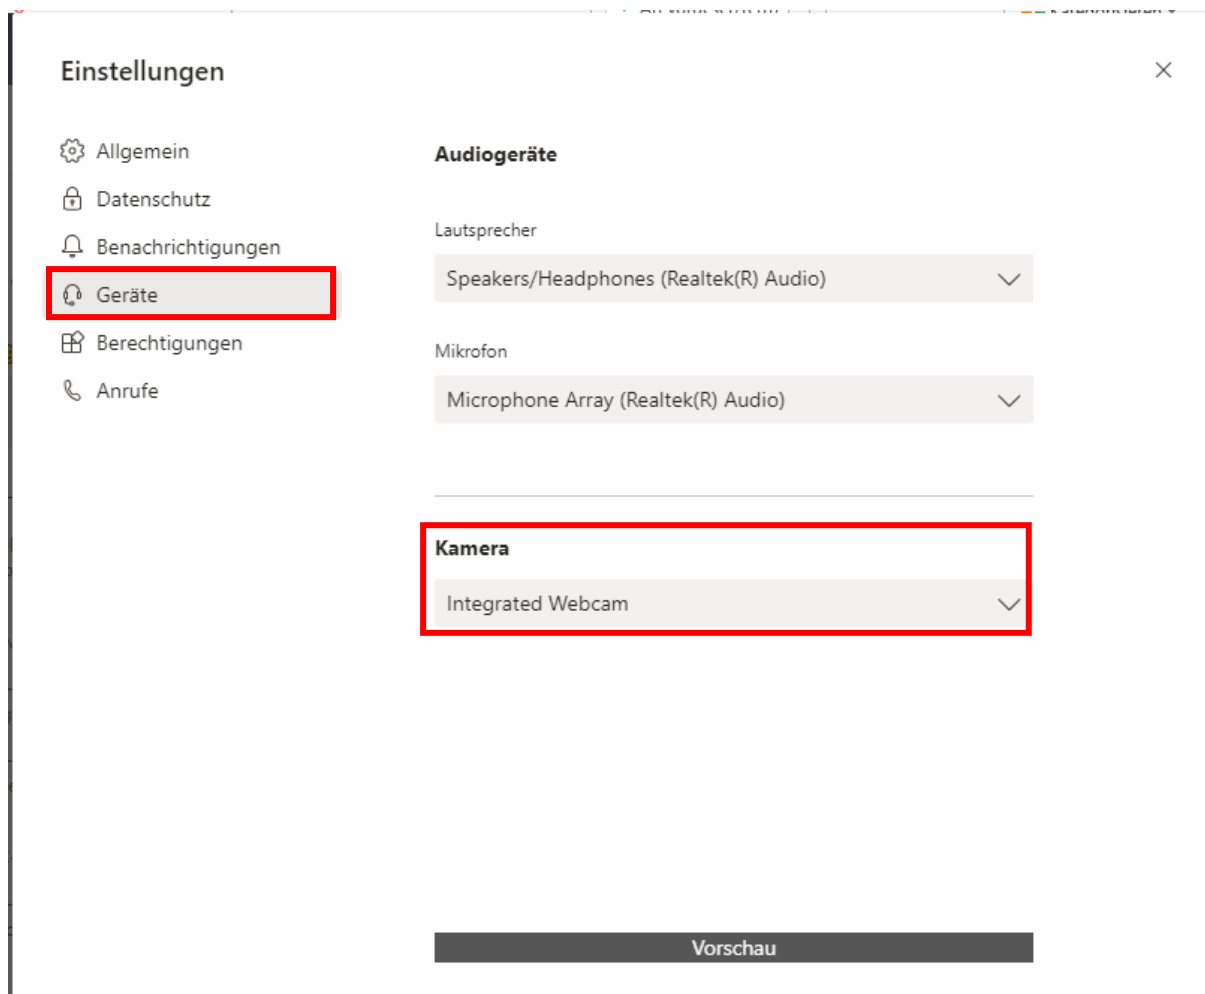 Einstellungen
Allgemein
Datenschutz
Benachrichtigungen
Geräte
Berechtigungen
Anrufe
Audiogeräte
Lautsprecher
Speakers/Headphones (Realtek(R) Audio)
Mikrofon
Microphone Array (Realtek(R) Audio)
Kamera
Integrated Webcam
Vorschau